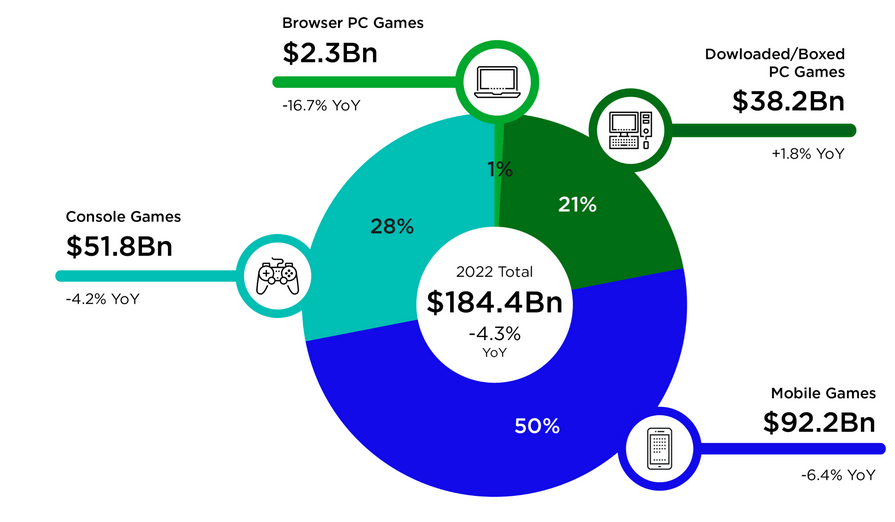 Browser PC Games
$2.3Bn
-16.7% YoY
Dowloaded/Boxed
PC Games
$38.2Bn
+1.8% YoY
1%
21%
28%
Console Games
$51.8Bn
-4.2% YoY
2022 Total
$184.4Bn
-4.3%
YoY
50%
Mobile Games
$92.2Bn
-6.4% YoY